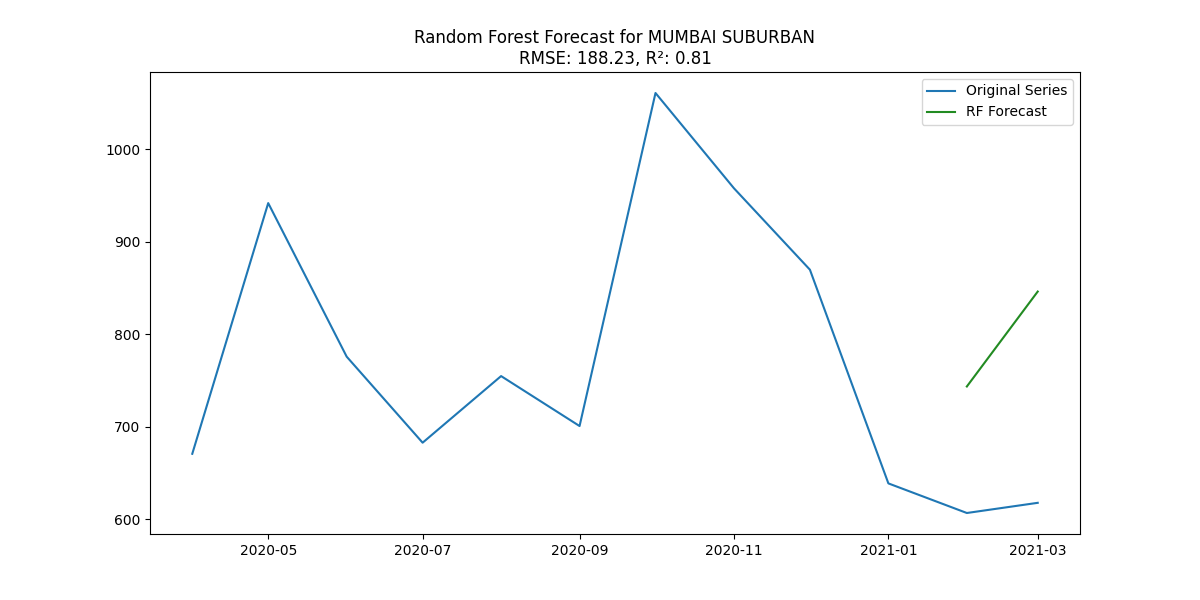 Random Forest Forecast for MUMBAI SUBURBAN
RMSE: 188.23, R²: 0.81
Original Series
RF Forecast
1000
900
800
700
600
2020-05 2020-07 2020-09 2020-11 2021-01 2021-03